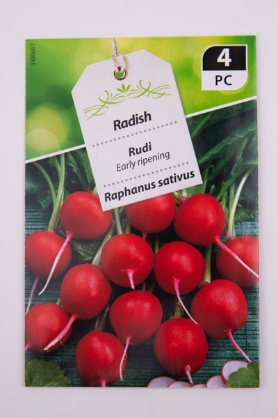 4
PC
Radish
Rudi
Early ripening
Raphanus sativus